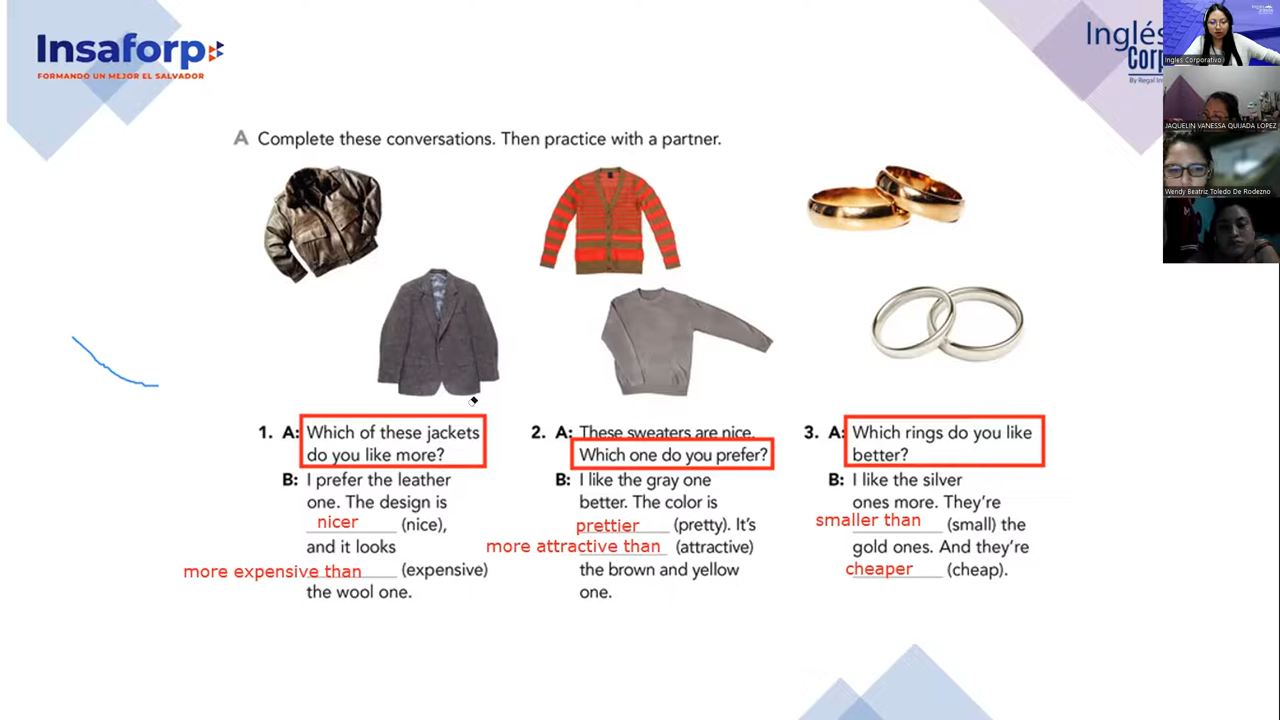 Insaforp
FORMANDO UN MEJOR EL SALVADOR
Inglés
Corp
By Regal
Ingles Corporativo
JAQUELIN VANESSA QUIJADA LOPEZ
Wendy Beatriz Toledo De Rodezno
A Complete these conversations. Then practice with a partner.
1. A: Which of these jackets
do you like more?
B: I prefer the leather
one. The design is
nicer (nice),
and it looks
more expensive than (expensive)
the wool one.
2. A: These sweaters are nice.
Which one do you prefer?
B: I like the gray one
better. The color is
prettier (pretty). It's
more attractive than (attractive)
the brown and yellow
one.
3. A: Which rings do you like
better?
B: I like the silver
ones more. They're
smaller than (small) the
gold ones. And they're
cheaper (cheap).